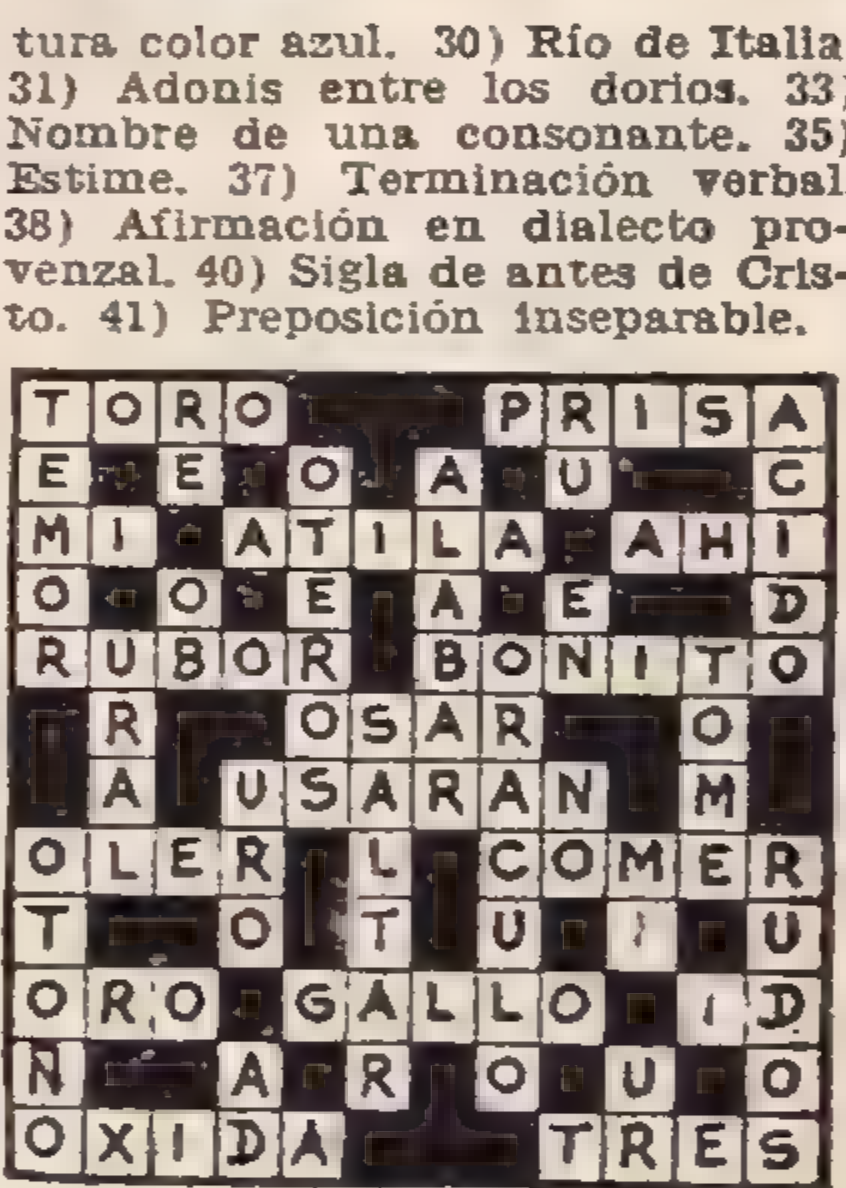 tura color azul. 30) Río de Italia
31) Adonis entre los dorios. 33)
Nombre de una consonante. 35)
Estime. 37) Terminación verbal.
38) Afirmación en dialecto pro-
venzal. 40) Sigla de antes de Cris-
to. 41) Preposición inseparable.
TORO PRISA
E E O A U C
MI ATILA AHI
O O E A E D
RUBOR BONITO
R OSAR O
A USARAN M
OLER L COMER
T O T U I U
ORO GALLO ID
N A R O U O
OXIDA TRES